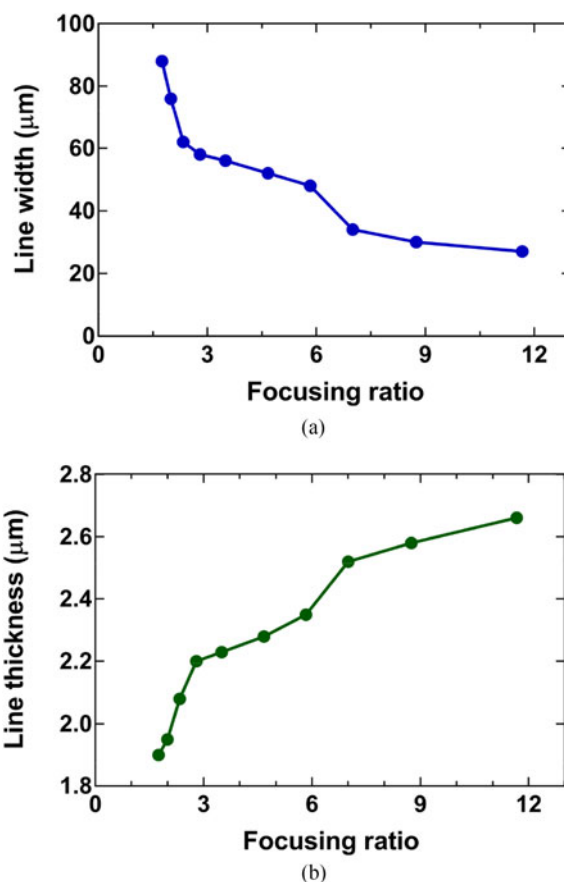 100
80
60
40
20
0
Line width (μm)
0 3 6 9 12
Focusing ratio
(a)
2.8
2.6
2.4
2.2
2.0
1.8
Line thickness (μm)
0 3 6 9 12
Focusing ratio
(b)